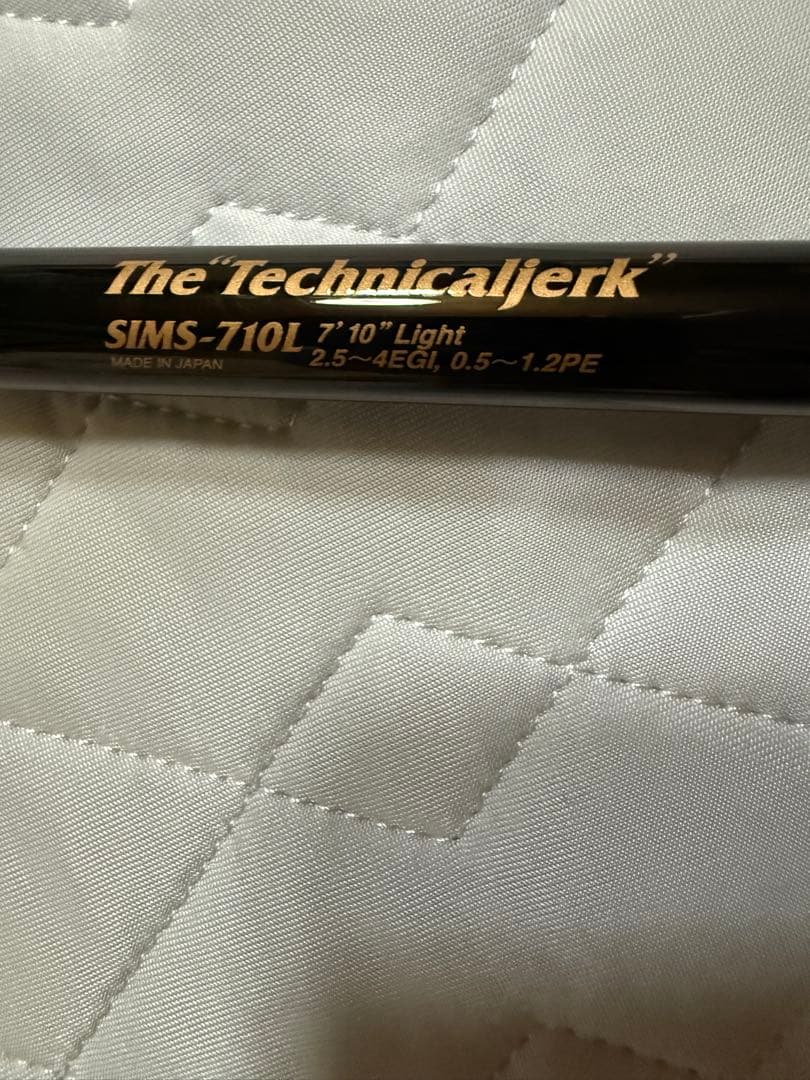 The “Technicaljerk”
SIMS-710L 7’10” Light
2.5～4EGI, 0.5～1.2PE
MADE IN JAPAN